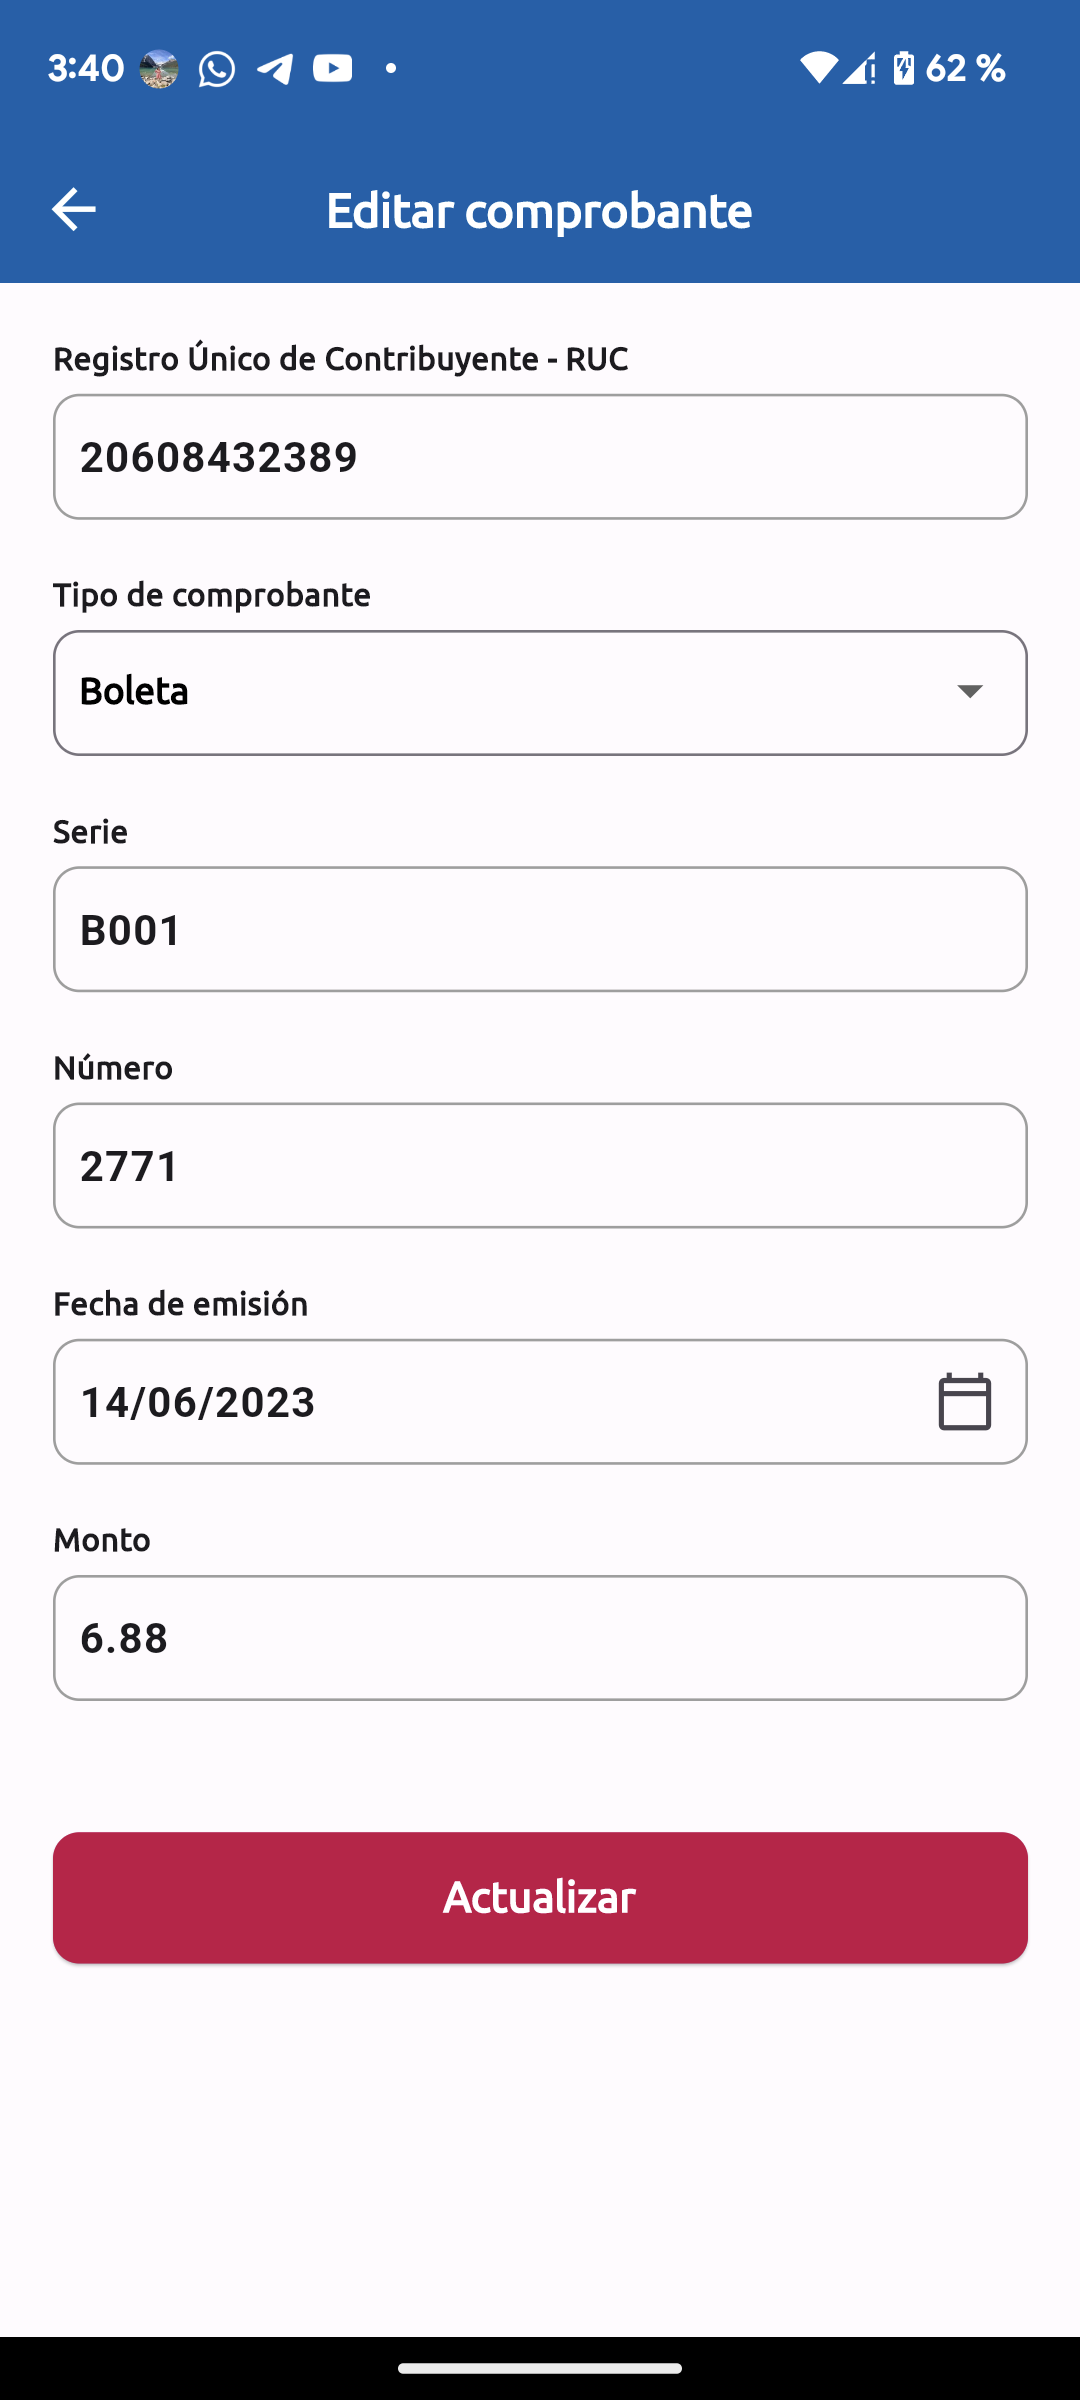 3:40
62 %
Editar comprobante
Registro Único de Contribuyente - RUC
20608432389
Tipo de comprobante
Boleta
Serie
B001
Número
2771
Fecha de emisión
14/06/2023
Monto
6.88
Actualizar